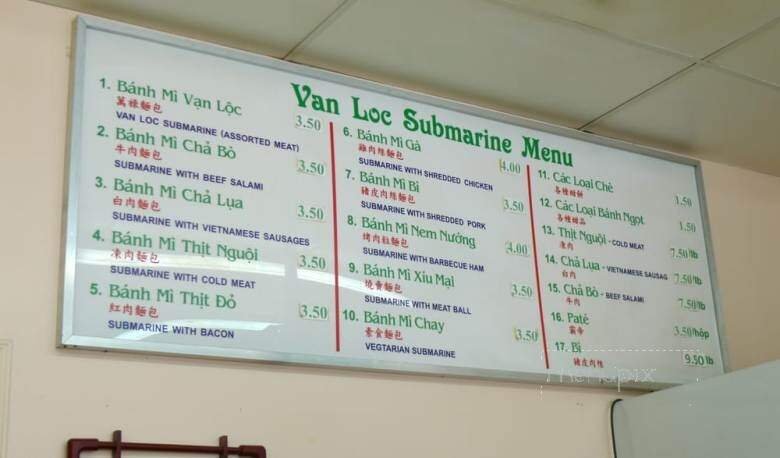 Van Loc Submarine Menu
1. Bánh Mì Vạn Lộc 3.50
萬祿麵包
VAN LOC SUBMARINE (ASSORTED MEAT)
2. Bánh Mì Chả Bò 3.50
牛肉麵包
SUBMARINE WITH BEEF SALAMI
3. Bánh Mì Chả Lụa 3.50
白肉麵包
SUBMARINE WITH VIETNAMESE SAUSAGES
4. Bánh Mì Thịt Nguội 3.50
凍肉麵包
SUBMARINE WITH COLD MEAT
5. Bánh Mì Thịt Đỏ 3.50
紅肉麵包
SUBMARINE WITH BACON
6. Bánh Mì Gà 4.00
雞肉絲麵包
SUBMARINE WITH SHREDDED CHICKEN
7. Bánh Mì Bì 3.50
豬皮肉絲麵包
SUBMARINE WITH SHREDDED PORK
8. Bánh Mì Nem Nướng 4.00
烤肉粒麵包
SUBMARINE WITH BARBECUE HAM
9. Bánh Mì Xíu Mại 3.50
燒賣麵包
SUBMARINE WITH MEAT BALL
10. Bánh Mì Chay 3.50
素食麵包
VEGTARIAN SUBMARINE
11. Các Loại Chè 1.50
各種甜餅
12. Các Loại Bánh Ngọt 1.50
各種甜品
13. Thịt Nguội - COLD MEAT 7.50/lb
凍肉
14. Chả Lụa - VIETNAMESE SAUSAG 7.50/lb
白肉
15. Chả Bò - BEEF SALAMI 7.50/lb
牛肉
16. Patê 3.50/hộp
17. Bì 9.50 lb
豬皮肉絲